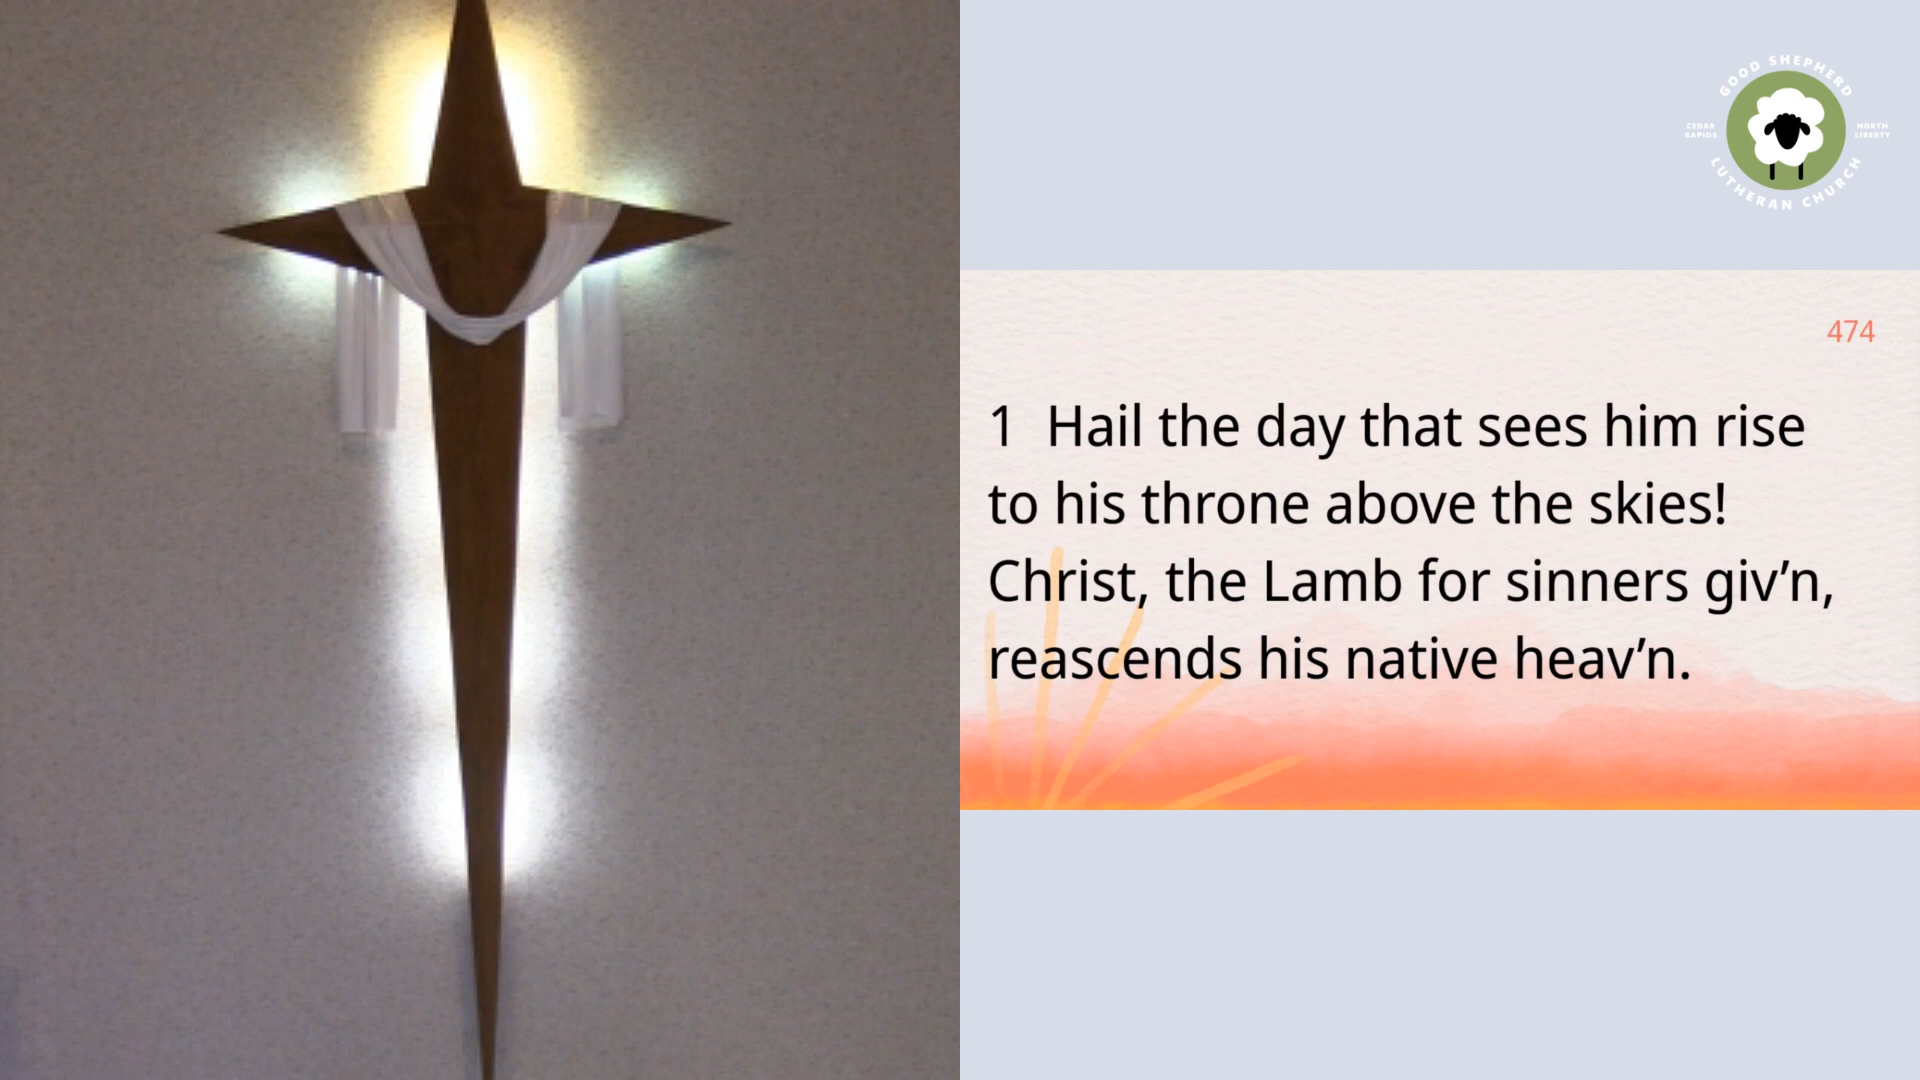 GOOD SHEPHERD
CEDAR
RAPIDS
NORTH
LIBERTY
LUTHERAN CHURCH
474
1 Hail the day that sees him rise
to his throne above the skies!
Christ, the Lamb for sinners giv’n,
reascends his native heav’n.